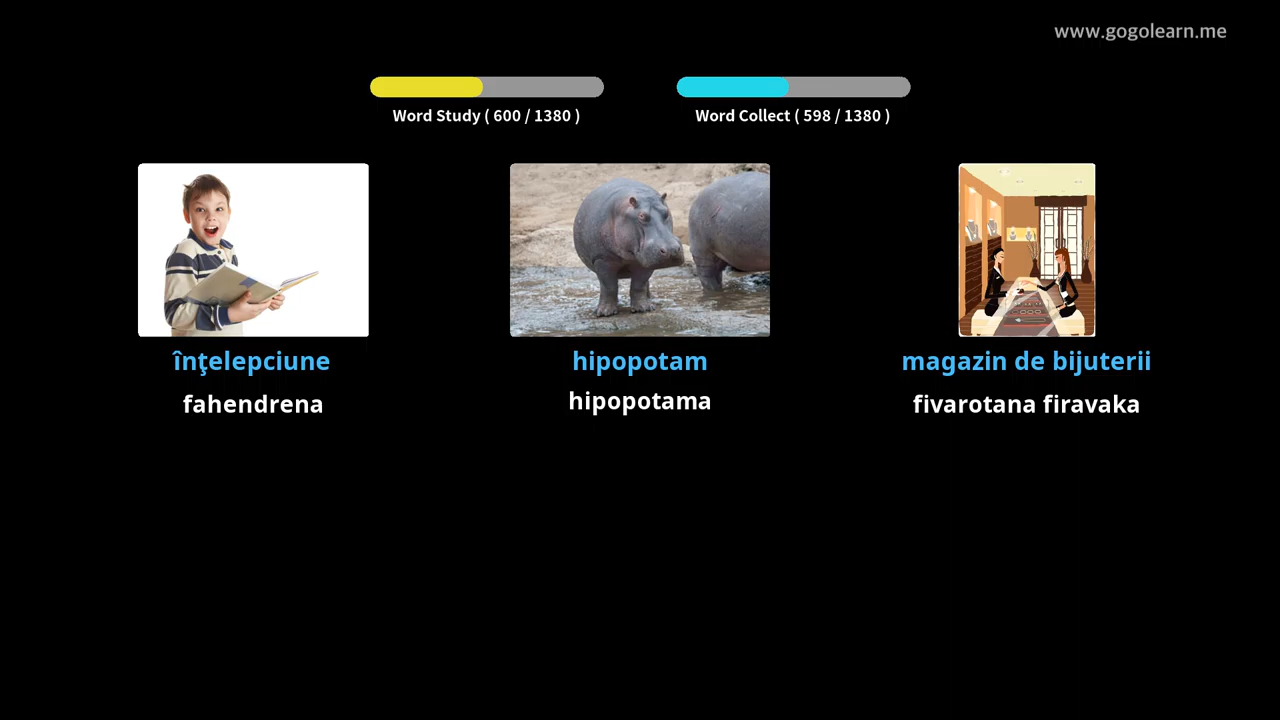 www.gogolearn.me
Word Study ( 600 / 1380 )
Word Collect ( 598 / 1380 )
înţelepciune
hipopotam
magazin de bijuterii
fahendrena
hipopotama
fivarotana firavaka